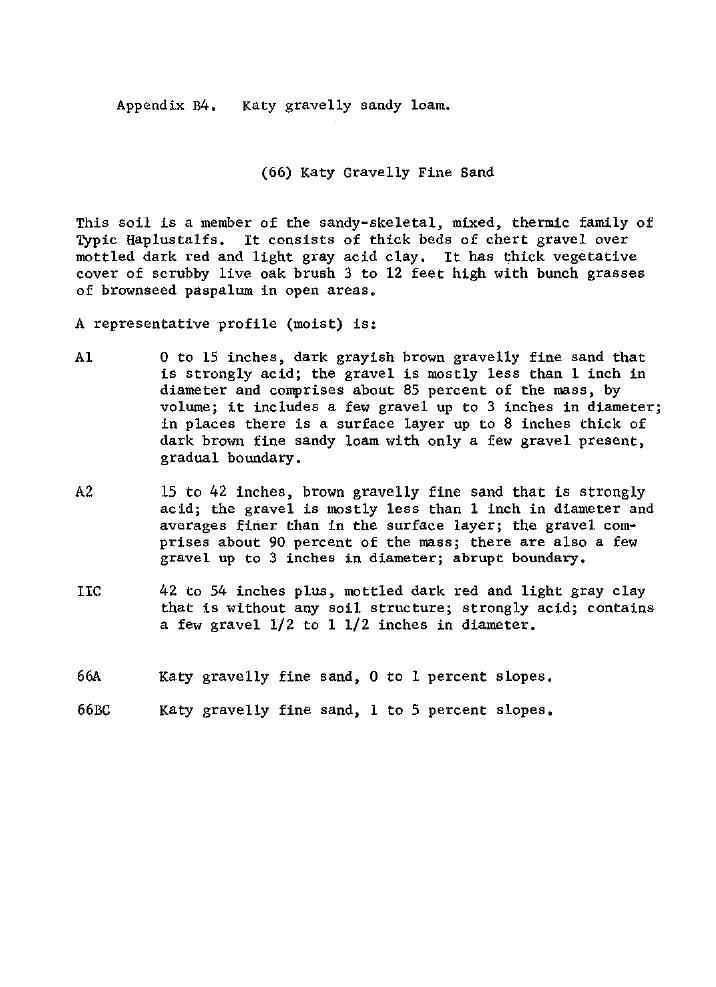 Appendix B4. Katy gravelly sandy loam.
(66) Katy Gravelly Fine Sand
This soil is a member of the sandy-skeletal, mixed, thermic family of
Typic Haplustalfs. It consists of thick beds of chert gravel over
mottled dark red and light gray acid clay. It has thick vegetative
cover of scrubby live oak brush 3 to 12 feet high with bunch grasses
of brownseed paspalum in open areas.
A representative profile (moist) is:
A1 0 to 15 inches, dark grayish brown gravelly fine sand that
is strongly acid; the gravel is mostly less than 1 inch in
diameter and comprises about 85 percent of the mass, by
volume; it includes a few gravel up to 3 inches in diameter;
in places there is a surface layer up to 8 inches thick of
dark brown fine sandy loam with only a few gravel present,
gradual boundary.
A2 15 to 42 inches, brown gravelly fine sand that is strongly
acid; the gravel is mostly less than 1 inch in diameter and
averages finer than in the surface layer; the gravel com-
prises about 90 percent of the mass; there are also a few
gravel up to 3 inches in diameter; abrupt boundary.
IIC 42 to 54 inches plus, mottled dark red and light gray clay
that is without any soil structure; strongly acid; contains
a few gravel 1/2 to 1 1/2 inches in diameter.
66A Katy gravelly fine sand, 0 to 1 percent slopes.
66BC Katy gravelly fine sand, 1 to 5 percent slopes.